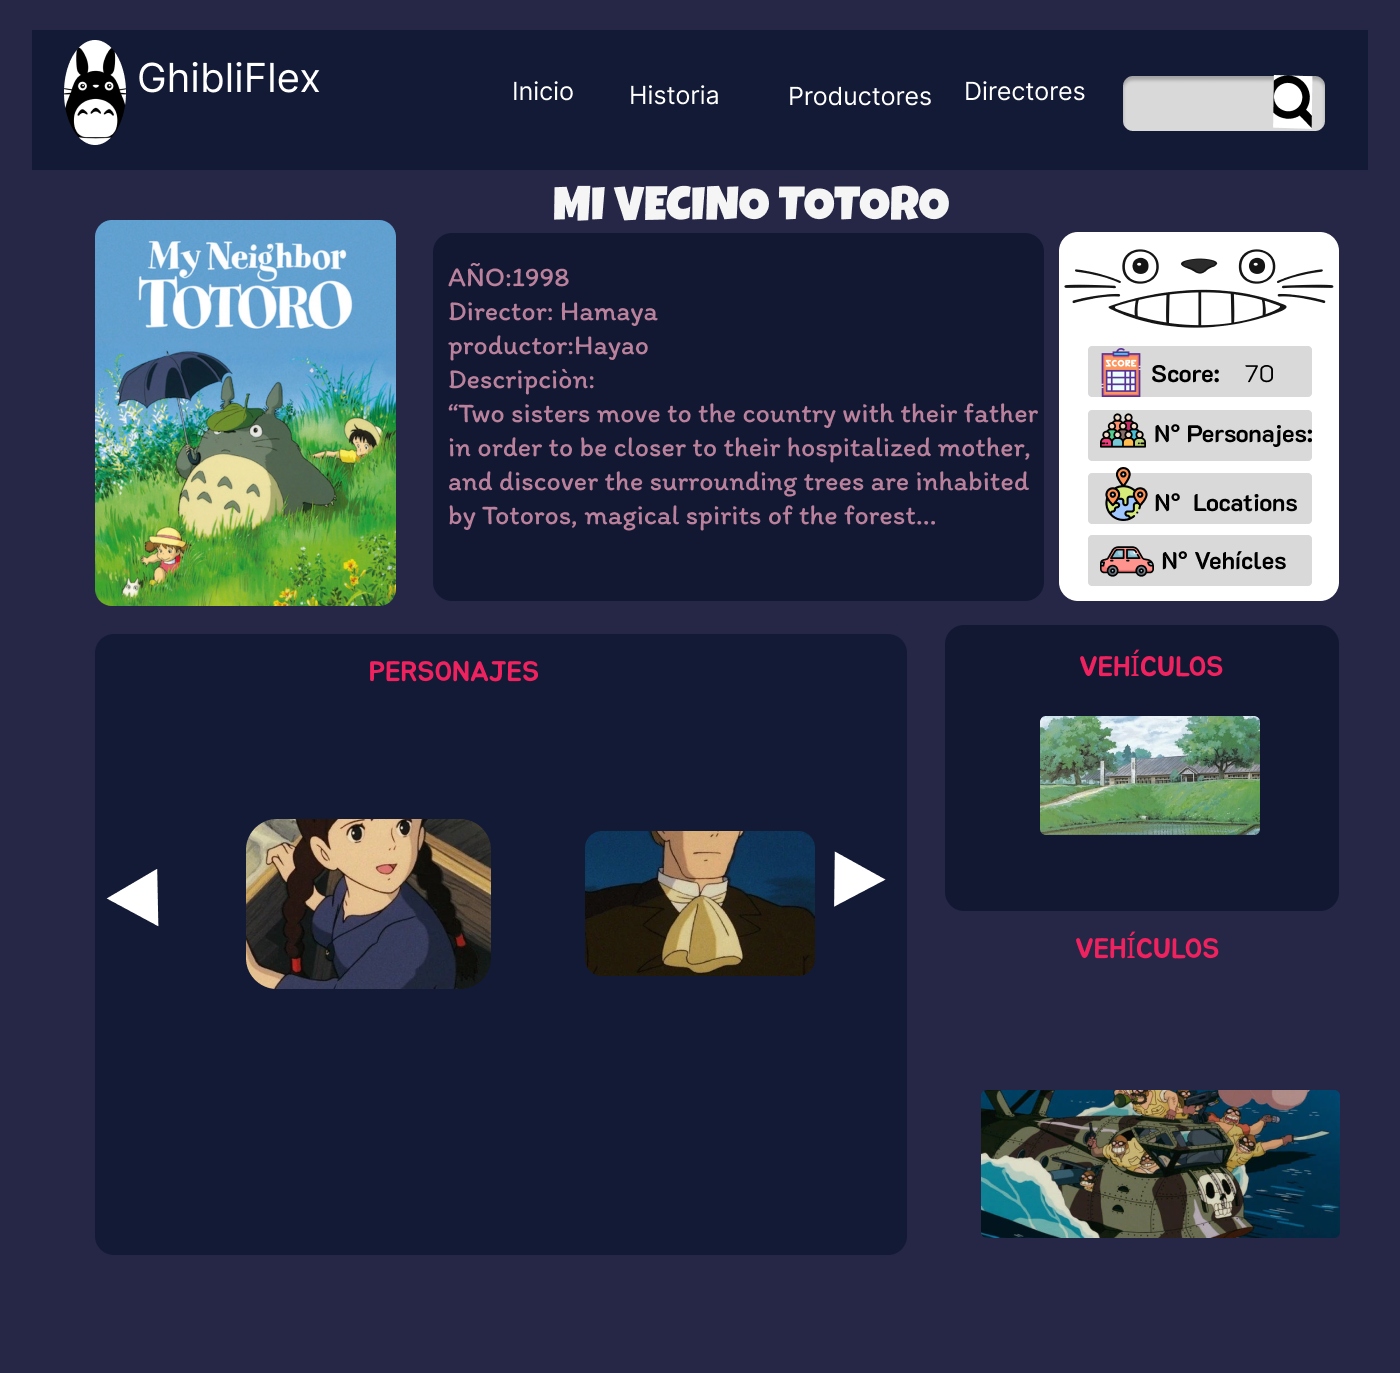 GhibliFlex
Inicio
Historia
Productores
Directores
MI VECINO TOTORO
My Neighbor
TOTORO
AÑO:1998
Director: Hamaya
productor:Hayao
Descripciòn:
“Two sisters move to the country with their father
in order to be closer to their hospitalized mother,
and discover the surrounding trees are inhabited
by Totoros, magical spirits of the forest...
SCORE
Score: 70
N° Personajes:
N° Locations
N° Vehícles
PERSONAJES
VEHÍCULOS
VEHÍCULOS